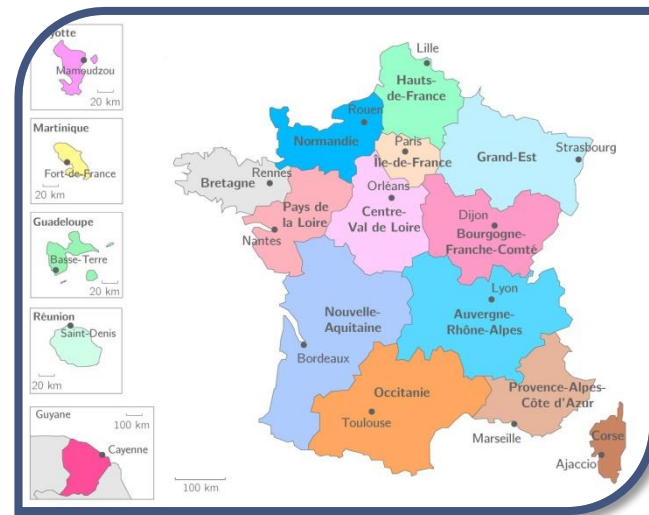 yotte
Mamoudzou
20 km
Martinique
Fort-de-France
20 km
Guadeloupe
Basse-Terre
20 km
Réunion
Saint-Denis
20 km
Guyane
100 km
Cayenne
Lille
Hauts-
de-France
Rouen
Normandie
Paris
Île-de-France
Grand-Est
Strasbourg
Rennes
Bretagne
Orléans
Pays de
la Loire
Centre-
Val de Loire
Nantes
Dijon
Bourgogne-
Franche-Comté
Nouvelle-
Aquitaine
Bordeaux
Lyon
Auvergne-
Rhône-Alpes
Occitanie
Toulouse
Provence-Alpes-
Côte d'Azur
Marseille
Corse
Ajaccio
100 km